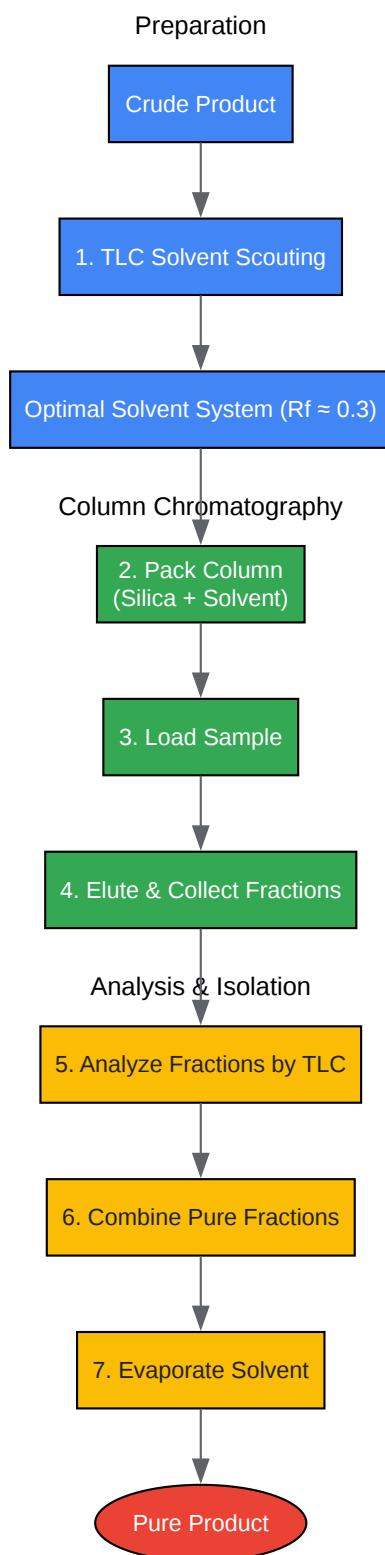 Preparation
Crude Product
1. TLC Solvent Scouting
Optimal Solvent System (Rf ≈ 0.3)
Column Chromatography
2. Pack Column
(Silica + Solvent)
3. Load Sample
4. Elute & Collect Fractions
Analysis & Isolation
5. Analyze Fractions by TLC
6. Combine Pure Fractions
7. Evaporate Solvent
Pure Product